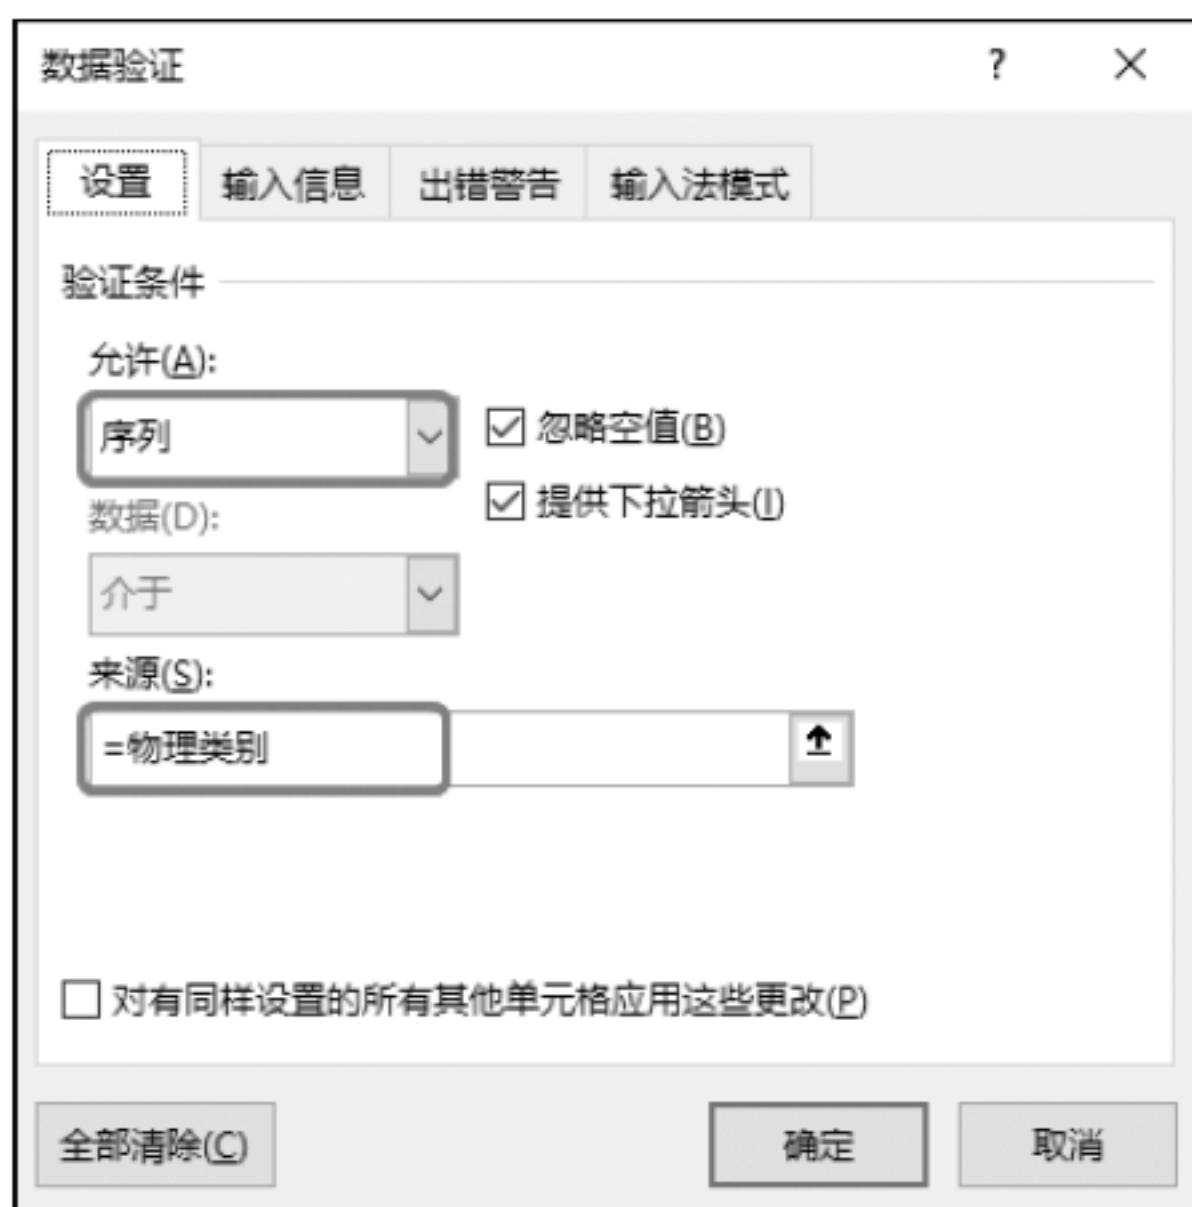 数据验证 ?
设置 输入信息 出错警告 输入法模式
验证条件
允许(A):
序列
忽略空值(B)
提供下拉箭头(I)
数据(D):
介于
来源(S):
=物理类别
对有同样设置的所有其他单元格应用这些更改(P)
全部清除(C) 确定 取消